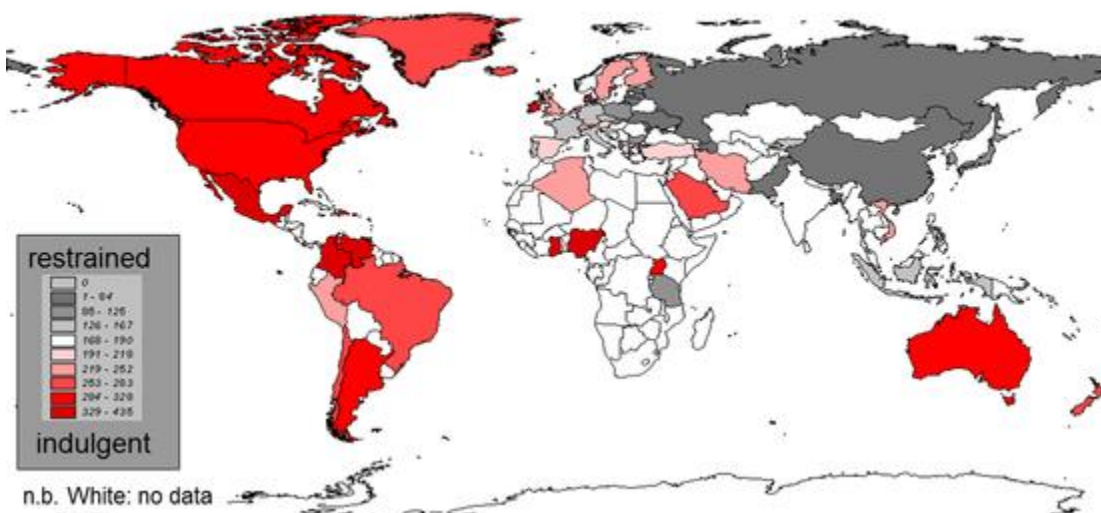 restrained
0
1 - 84
85 - 125
126 - 167
168 - 190
191 - 218
219 - 252
253 - 283
284 - 328
329 - 435
indulgent
n.b. White: no data